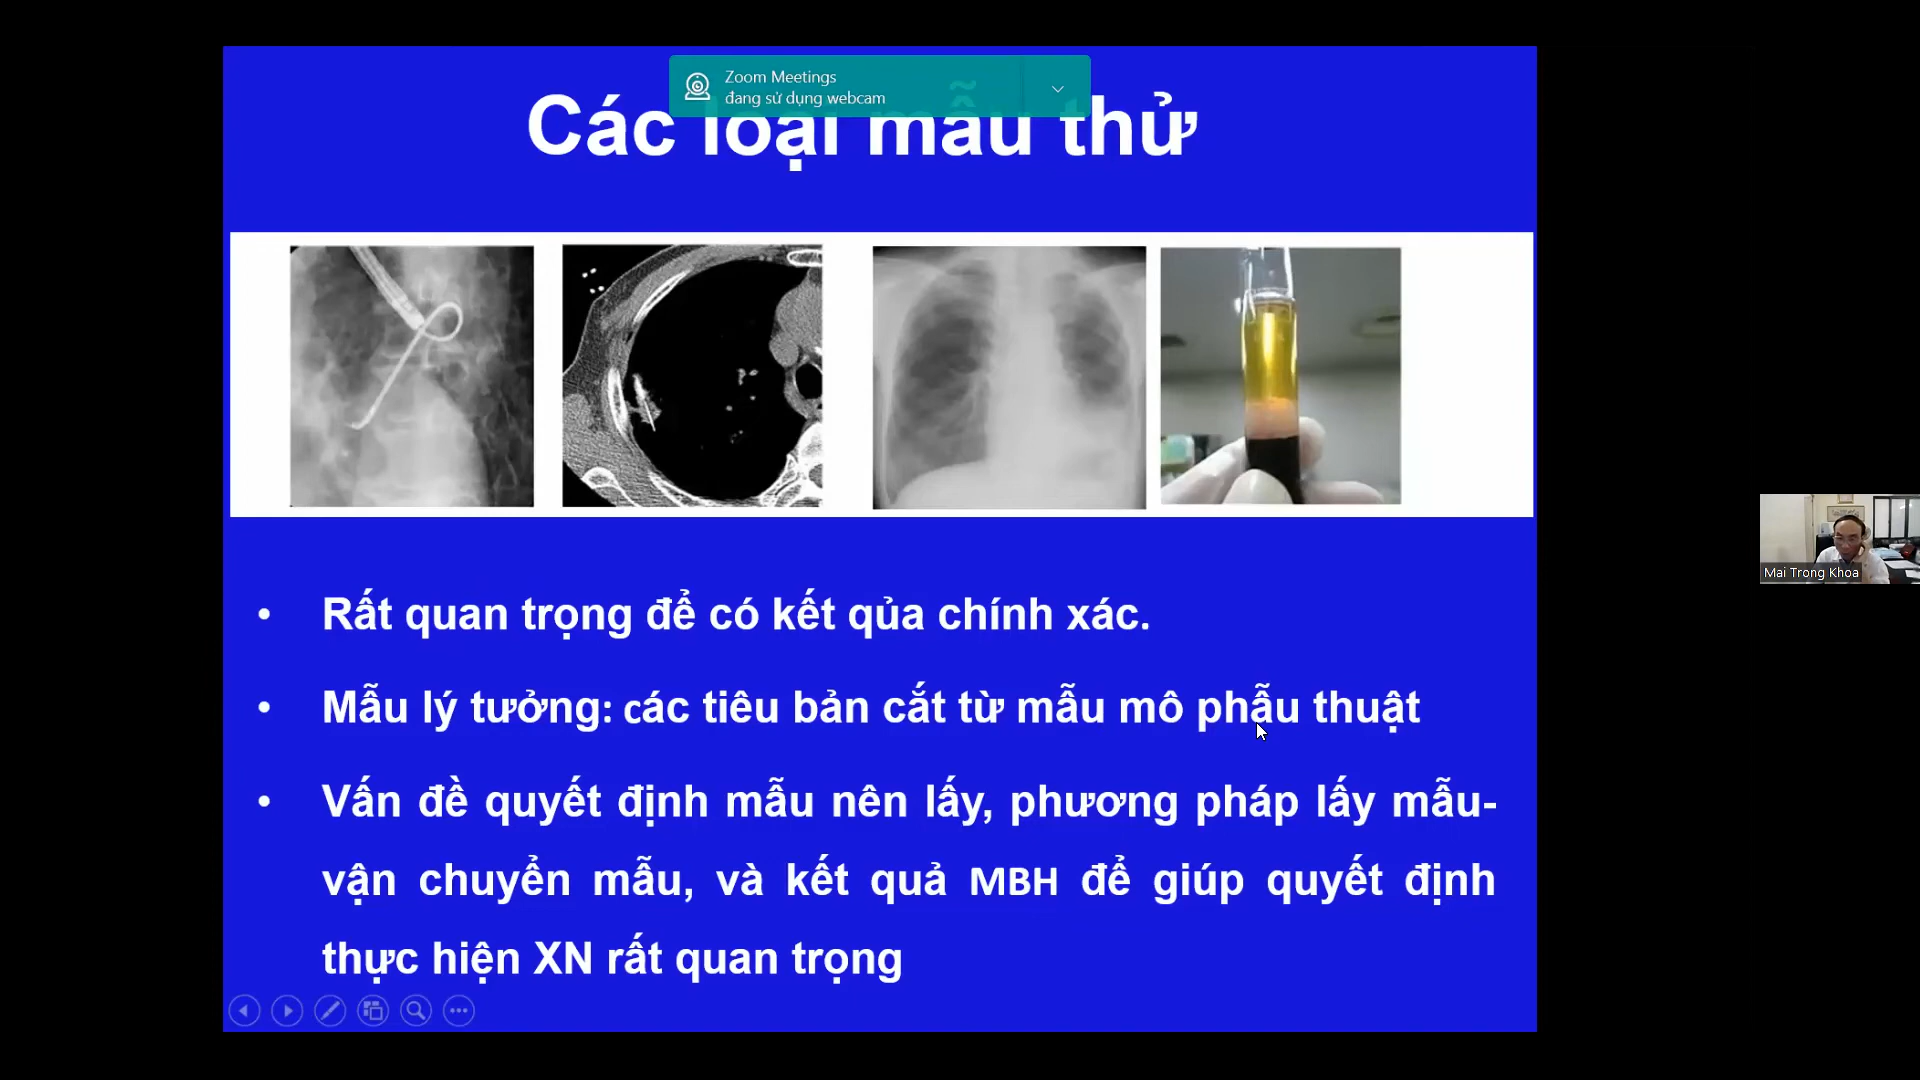 Zoom Meetings
đang sử dụng webcam
Các loại mẫu thử
• Rất quan trọng để có kết qủa chính xác.
• Mẫu lý tưởng: các tiêu bản cắt từ mẫu mô phẫu thuật
• Vấn đề quyết định mẫu nên lấy, phương pháp lấy mẫu-
vận chuyển mẫu, và kết quả MBH để giúp quyết định
thực hiện XN rất quan trọng
Mai Trong Khoa